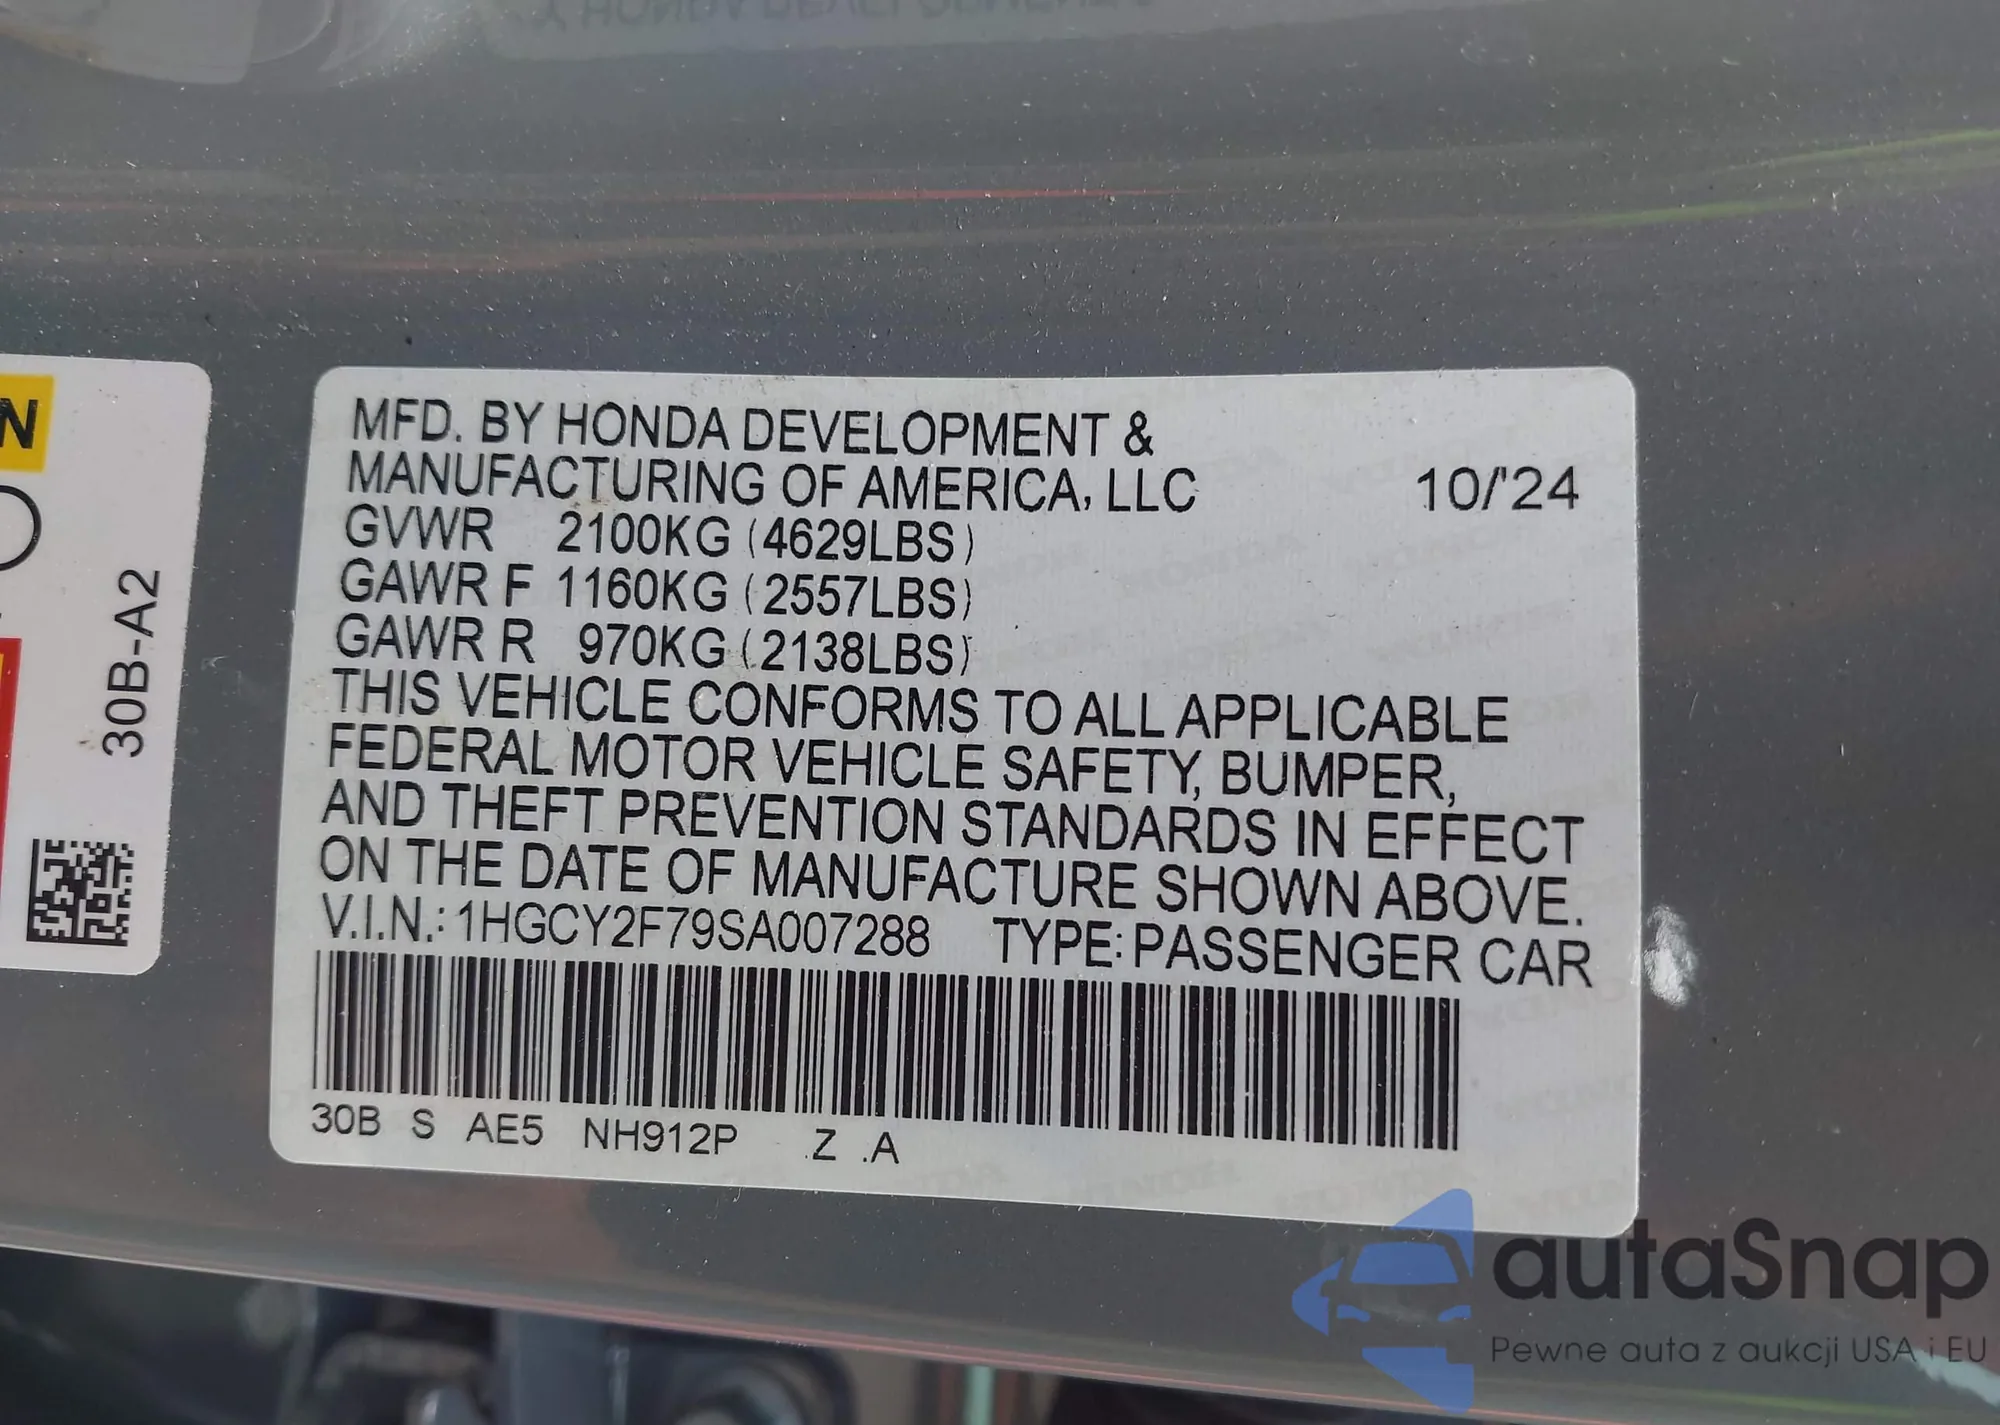 MFD. BY HONDA DEVELOPMENT &
MANUFACTURING OF AMERICA, LLC 10/'24
GVWR 2100KG (4629LBS)
GAWR F 1160KG (2557LBS)
GAWR R 970KG (2138LBS)
THIS VEHICLE CONFORMS TO ALL APPLICABLE
FEDERAL MOTOR VEHICLE SAFETY, BUMPER,
AND THEFT PREVENTION STANDARDS IN EFFECT
ON THE DATE OF MANUFACTURE SHOWN ABOVE.
V.I.N.: 1HGCY2F79SA007288 TYPE: PASSENGER CAR
30B S AE5 NH912P Z .A
30B-A2
N
autaSnap
Pewne auta z aukcji USA i EU